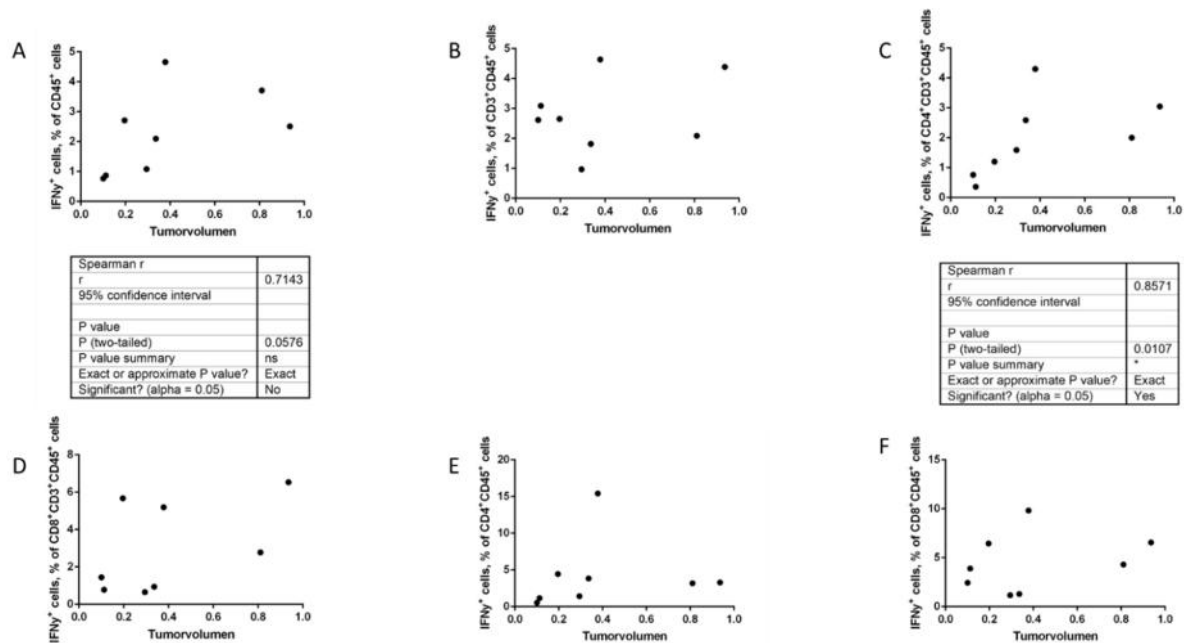 A
IFNγ⁺ cells, % of CD45⁺ cells
5
4
3
2
1
0
0.0 0.2 0.4 0.6 0.8 1.0
Tumorvolumen
B
IFNγ⁺ cells, % of CD3⁺CD45⁺ cells
5
4
3
2
1
0
0.0 0.2 0.4 0.6 0.8 1.0
Tumorvolumen
C
IFNγ⁺ cells, % of CD4⁺CD3⁺CD45⁺ cells
5
4
3
2
1
0
0.0 0.2 0.4 0.6 0.8 1.0
Tumorvolumen
Spearman r
r 0.7143
95% confidence interval
P value
P (two-tailed) 0.0576
P value summary ns
Exact or approximate P value? Exact
Significant? (alpha = 0.05) No
Spearman r
r 0.8571
95% confidence interval
P value
P (two-tailed) 0.0107
P value summary *
Exact or approximate P value? Exact
Significant? (alpha = 0.05) Yes
D
IFNγ⁺ cells, % of CD8⁺CD3⁺CD45⁺ cells
8
6
4
2
0
0.0 0.2 0.4 0.6 0.8 1.0
Tumorvolumen
E
IFNγ⁺ cells, % of CD4⁺CD45⁺ cells
20
15
10
5
0
0.0 0.2 0.4 0.6 0.8 1.0
Tumorvolumen
F
IFNγ⁺ cells, % of CD8⁺CD45⁺ cells
15
10
5
0
0.0 0.2 0.4 0.6 0.8 1.0
Tumorvolumen